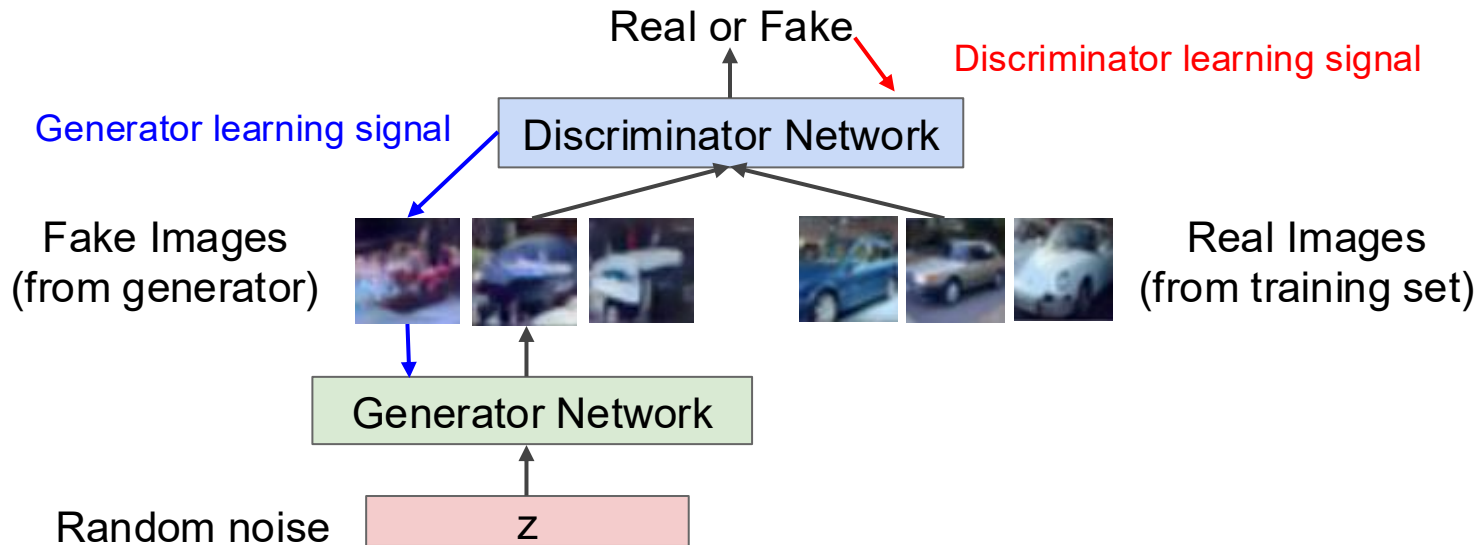 Real or Fake
Discriminator learning signal
Generator learning signal
Discriminator Network
Fake Images
(from generator)
Real Images
(from training set)
Generator Network
Random noise
z